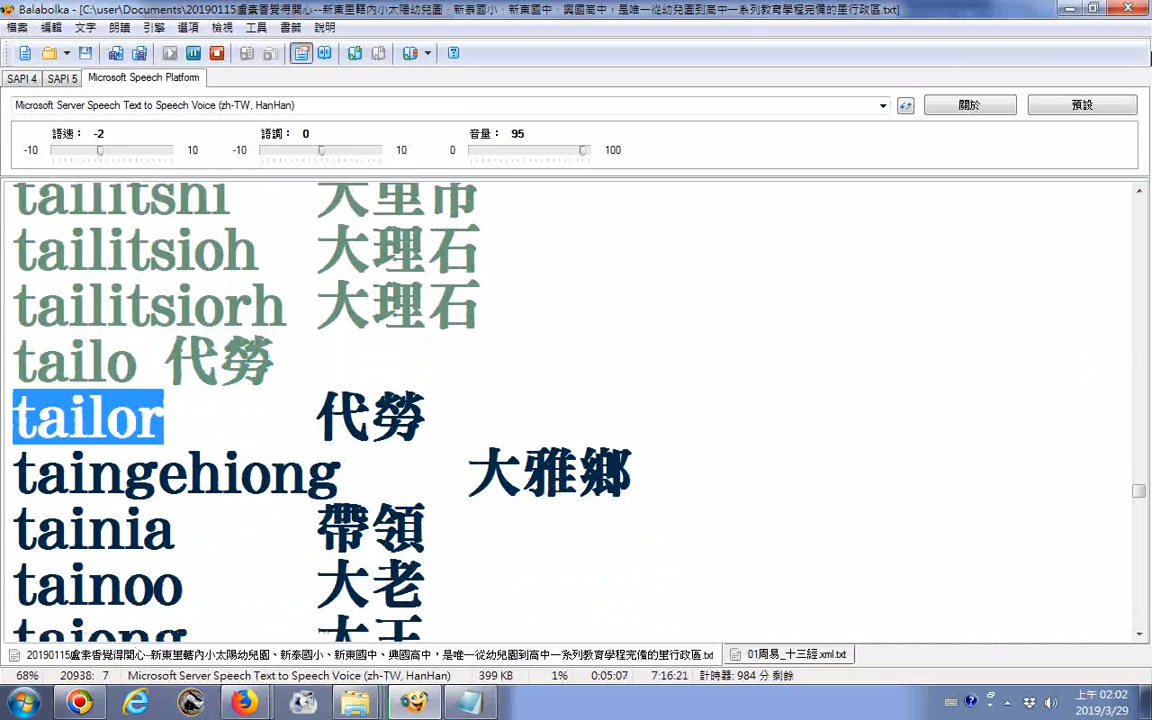 Balabolka - [C:\user\Documents\20190115盧素香覺得開心--新東里轄內小太陽幼兒園、新泰國小、新東國中、興國高中，是唯一從幼兒園到高中一系列教育學程完備的里行政區.txt]
檔案 編輯 文字 朗讀 引擎 選項 檢視 工具 書籤 說明
SAPI 4 SAPI 5 Microsoft Speech Platform
Microsoft Server Speech Text to Speech Voice (zh-TW, HanHan) 關於 預設
語速： -2 語調： 0 音量： 95
-10 10 -10 10 0 100
tailitshi 大里市
tailitsioh 大理石
tailitsiorh 大理石
tailo 代勞
tailor 代勞
taingehiong 大雅鄉
tainia 帶領
tainoo 大老
taiong 大王
20190115盧素香覺得開心--新東里轄內小太陽幼兒園、新泰國小、新東國中、興國高中，是唯一從幼兒園到高中一系列教育學程完備的里行政區.txt 01周易_十三經.xml.txt
68% 20938: 7 Microsoft Server Speech Text to Speech Voice (zh-TW, HanHan) 399 KB 1% 0:05:07 7:16:21 計時器: 984 分 剩餘
上午 02:02
2019/3/29